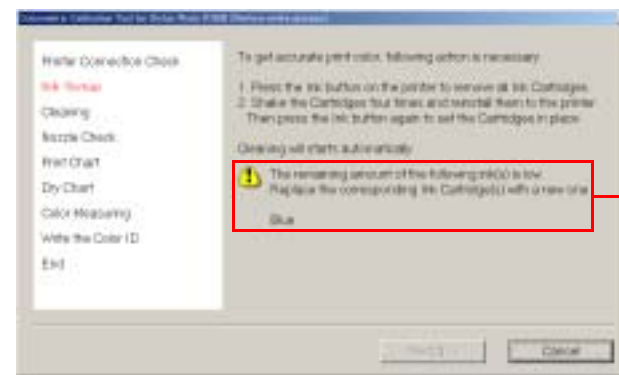 Printer Connection Check
Ink Setup
Cleaning
Nozzle Check
Print Chart
Dry Chart
Color Measuring
Write the Color ID
End
To get accurate print color, following action is necessary
1. Press the ink button on the printer to remove all Ink Cartridges.
2. Shake the Cartridges four times and reinstall them to the printer
Then press the ink button again to set the Cartridges in place
Cleaning will starts automatically
The remaining amount of the following ink(s) is low
Replace the corresponding Ink Cartridge(s) with a new one
Blue
Cancel